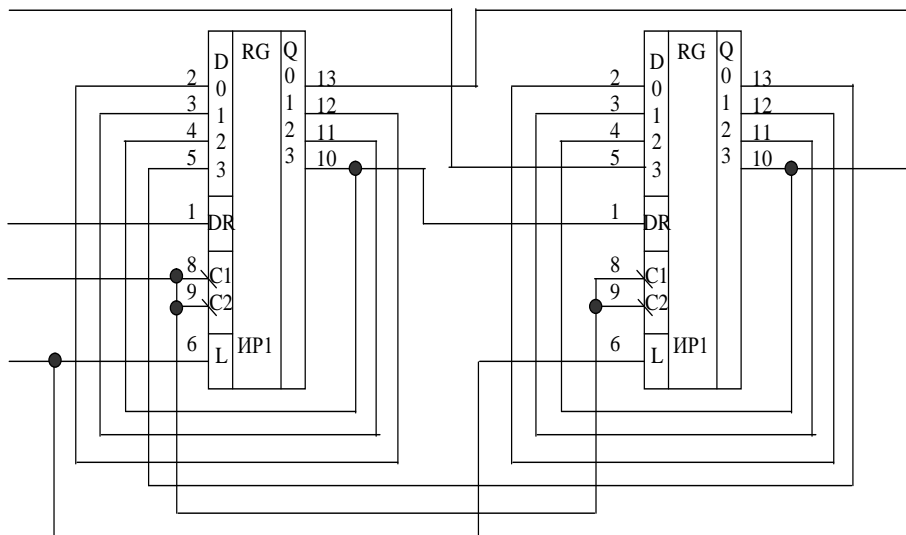 RG Q RG Q
D D
2 0 0 13 2 0 0 13
3 1 1 12 3 1 1 12
4 2 2 11 4 2 2 11
5 3 3 10 5 3 3 10
1 DR 1 DR
8 C1 8 C1
9 C2 9 C2
6 L ИР1 6 L ИР1